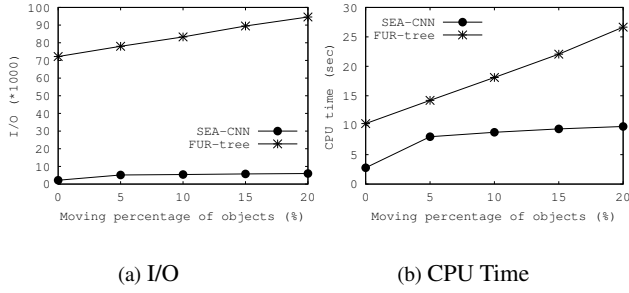 100
90
80
70
60
50
40
30
20
10
0
I/O (*1000)
SEA-CNN
FUR-tree
0 5 10 15 20
Moving percentage of objects (%)
(a) I/O
30
25
20
15
10
5
0
CPU time (sec)
SEA-CNN
FUR-tree
0 5 10 15 20
Moving percentage of objects (%)
(b) CPU Time